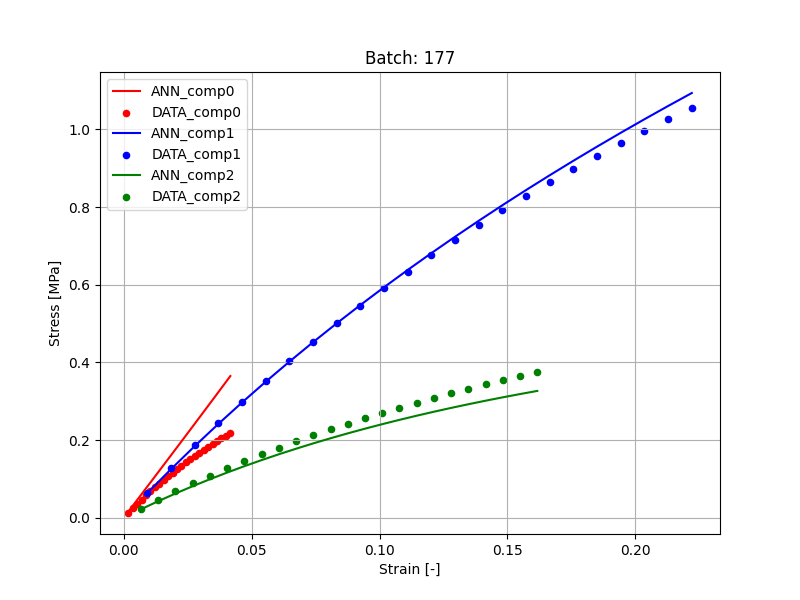 Batch: 177
ANN_comp0
DATA_comp0
ANN_comp1
DATA_comp1
ANN_comp2
DATA_comp2
1.0
0.8
0.6
0.4
0.2
0.0
Stress [MPa]
0.00 0.05 0.10 0.15 0.20
Strain [-]